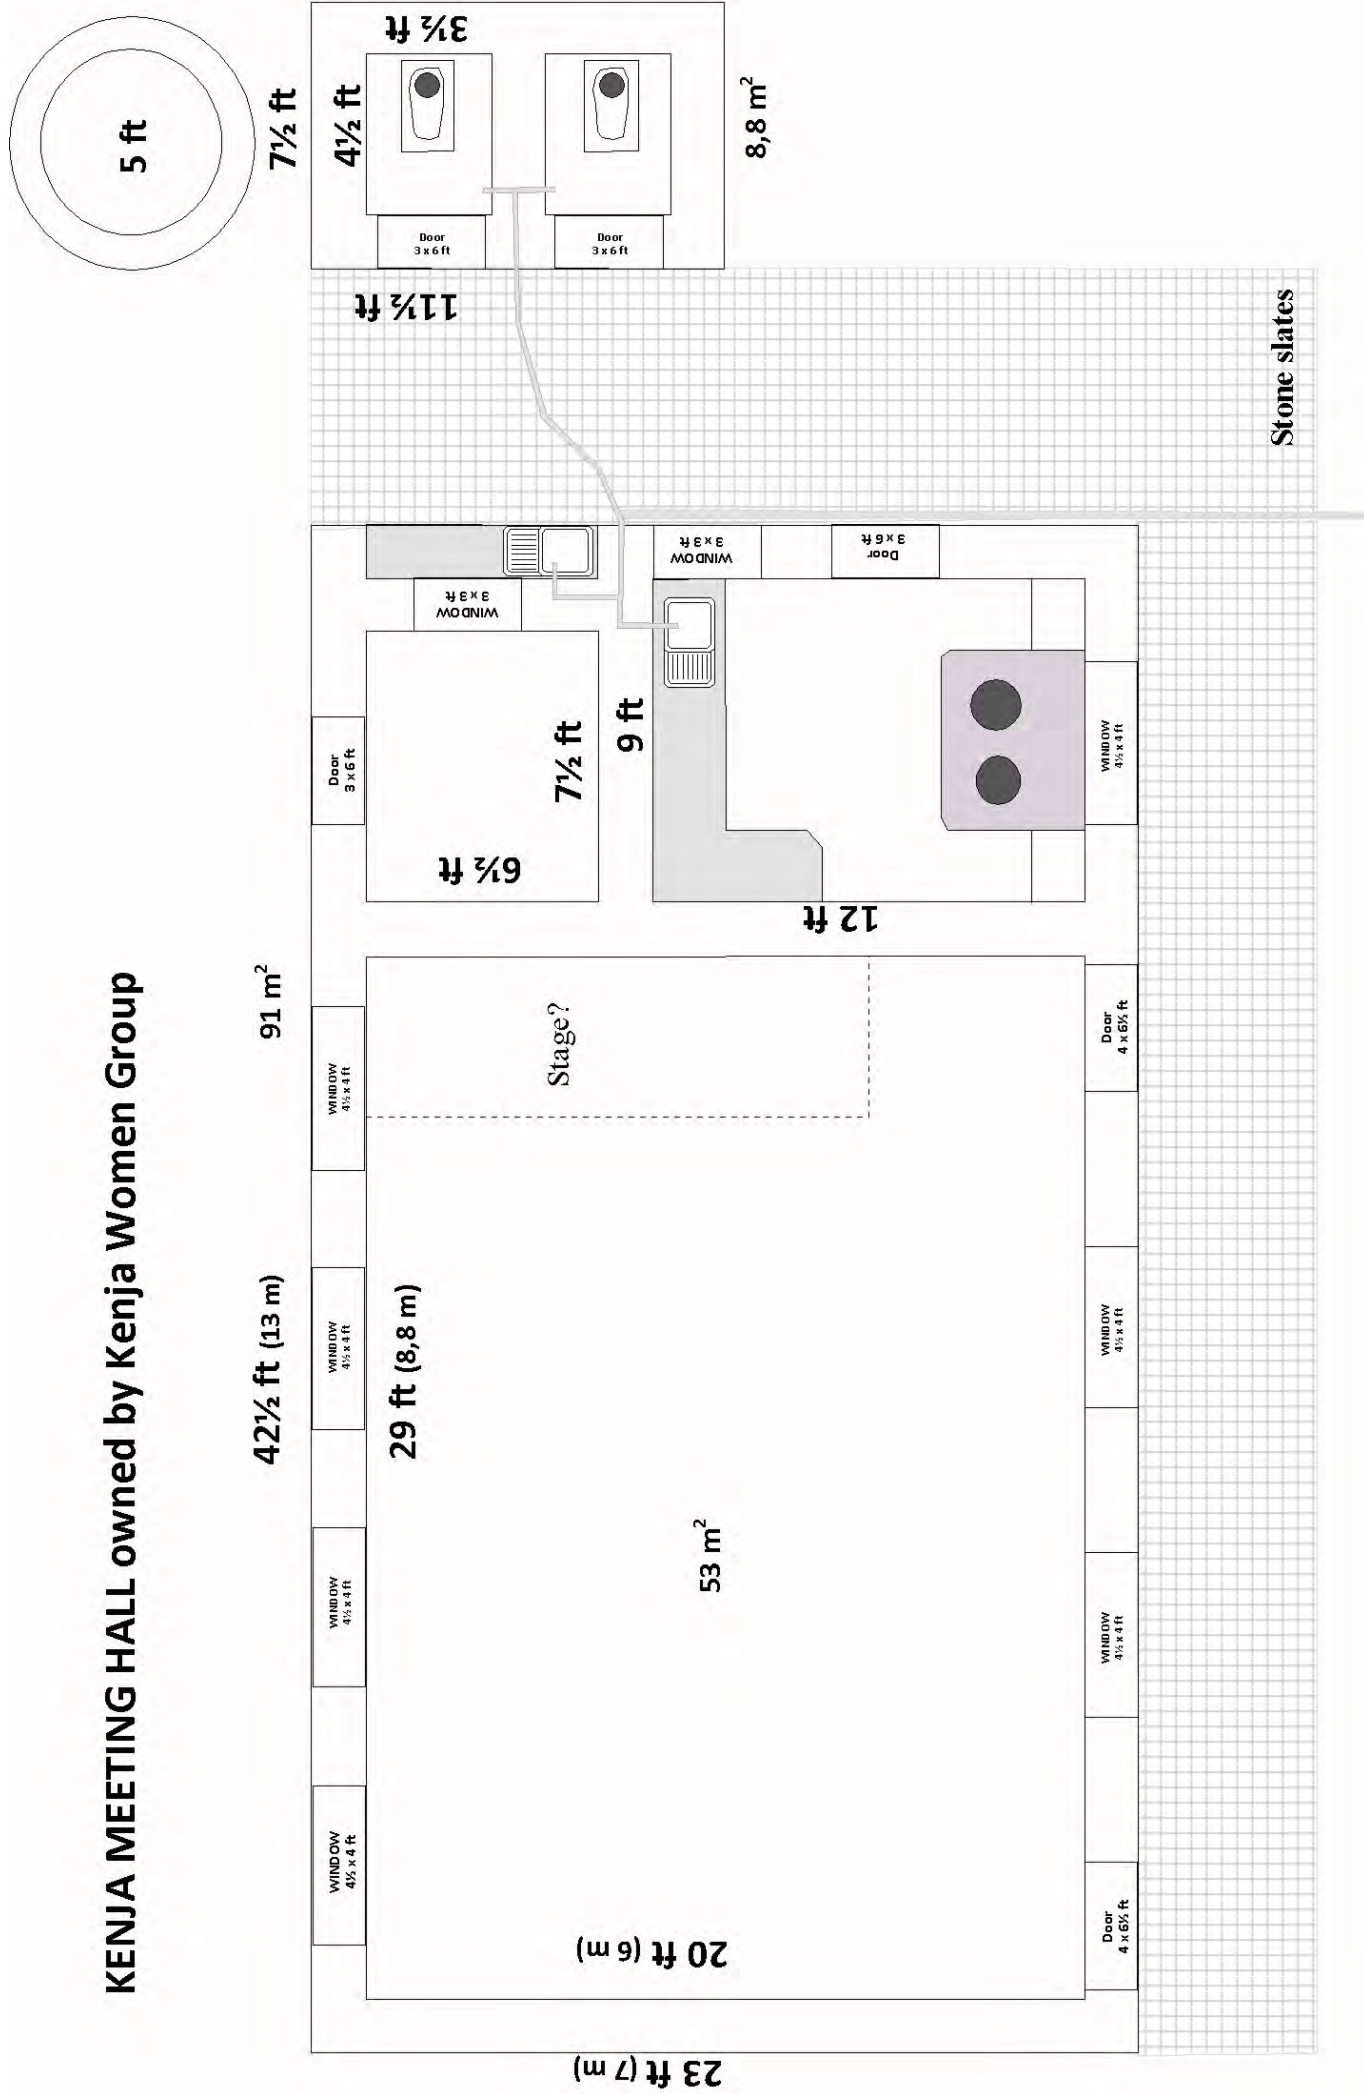 KENJA MEETING HALL owned by Kenja Women Group
42½ ft (13 m)
91 m²
7½ ft
5 ft
WINDOW
4½ x 4 ft
WINDOW
4½ x 4 ft
WINDOW
4½ x 4 ft
WINDOW
4½ x 4 ft
Door
3 x 6 ft
4½ ft
3½ ft
29 ft (8,8 m)
11½ ft
Door
3 x 6 ft
Door
3 x 6 ft
8,8 m²
6½ ft
7½ ft
WINDOW
3 x 3 ft
Stage?
9 ft
WINDOW
3 x 3 ft
Door
3 x 6 ft
12 ft
53 m²
20 ft (6 m)
23 ft (7 m)
Door
4 x 6½ ft
WINDOW
4½ x 4 ft
WINDOW
4½ x 4 ft
Door
4 x 6½ ft
WINDOW
4½ x 4 ft
Stone slates